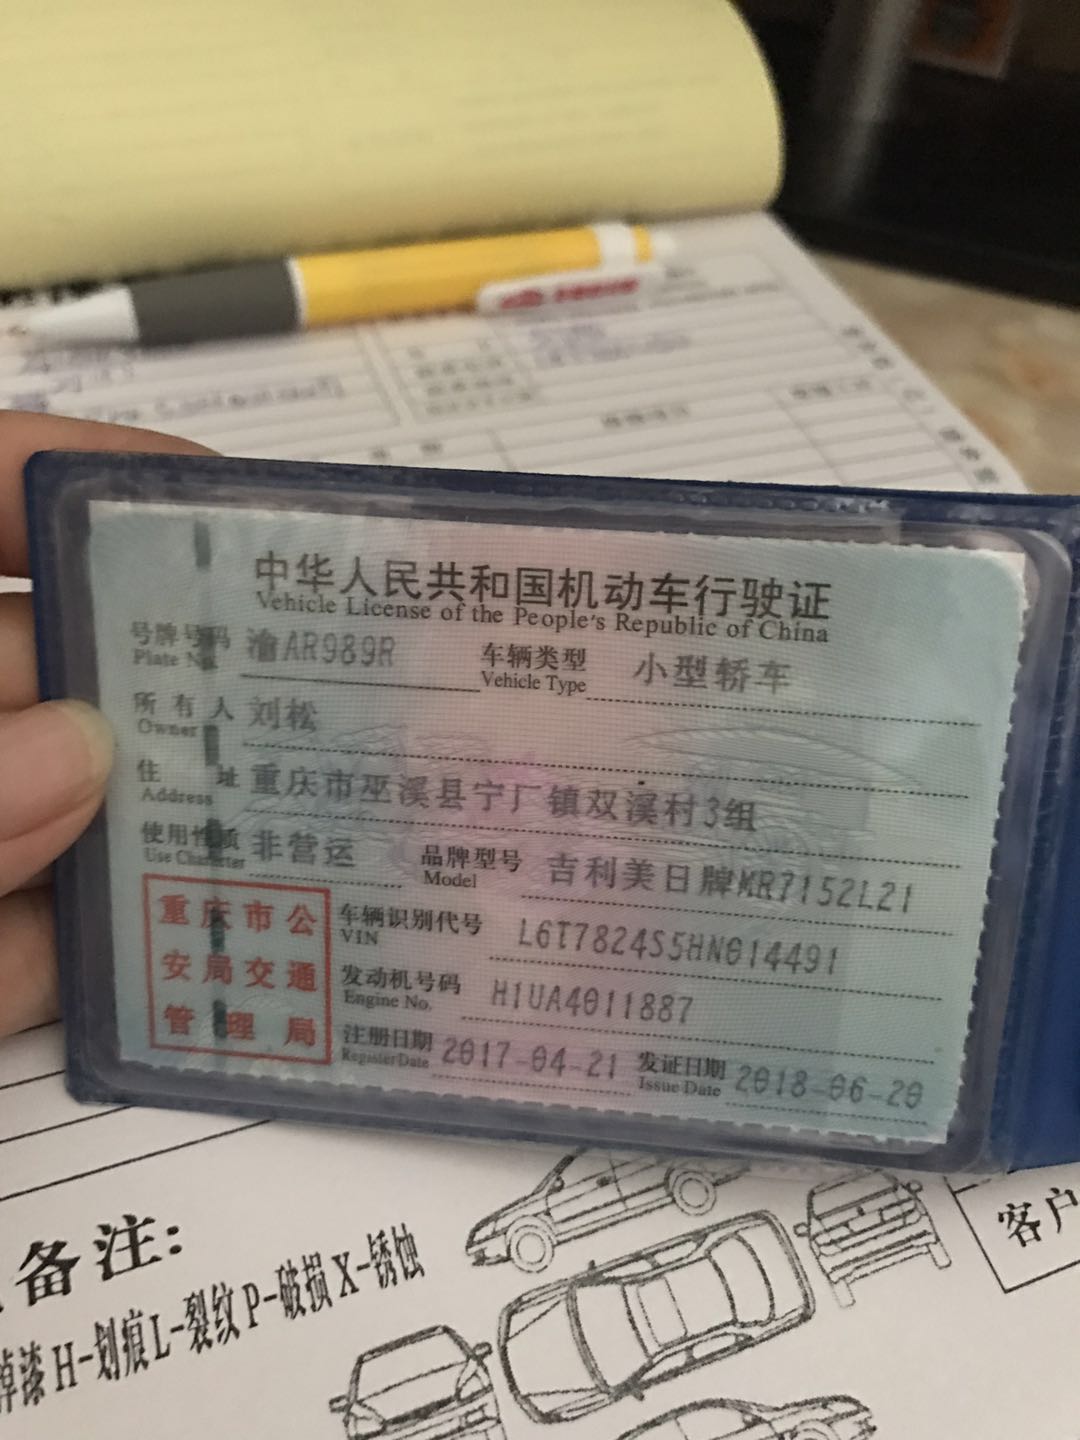 中华人民共和国机动车行驶证
Vehicle License of the People's Republic of China
号牌号码 渝AR989R 车辆类型 小型轿车
Plate No. Vehicle Type
所有人 刘松
Owner
住址 重庆市巫溪县宁厂镇双溪村3组
Address
使用性质 非营运 品牌型号 吉利美日牌MR7152L21
Use Character Model
重庆市公
安局交通
管理局
车辆识别代号 L6T7824S5HN014491
VIN
发动机号码 H1UA4011887
Engine No.
注册日期 2017-04-21 发证日期 2018-06-20
Register Date Issue Date
备注:
掉漆 H-划痕 L-裂纹 P-破损 X-锈蚀
客户